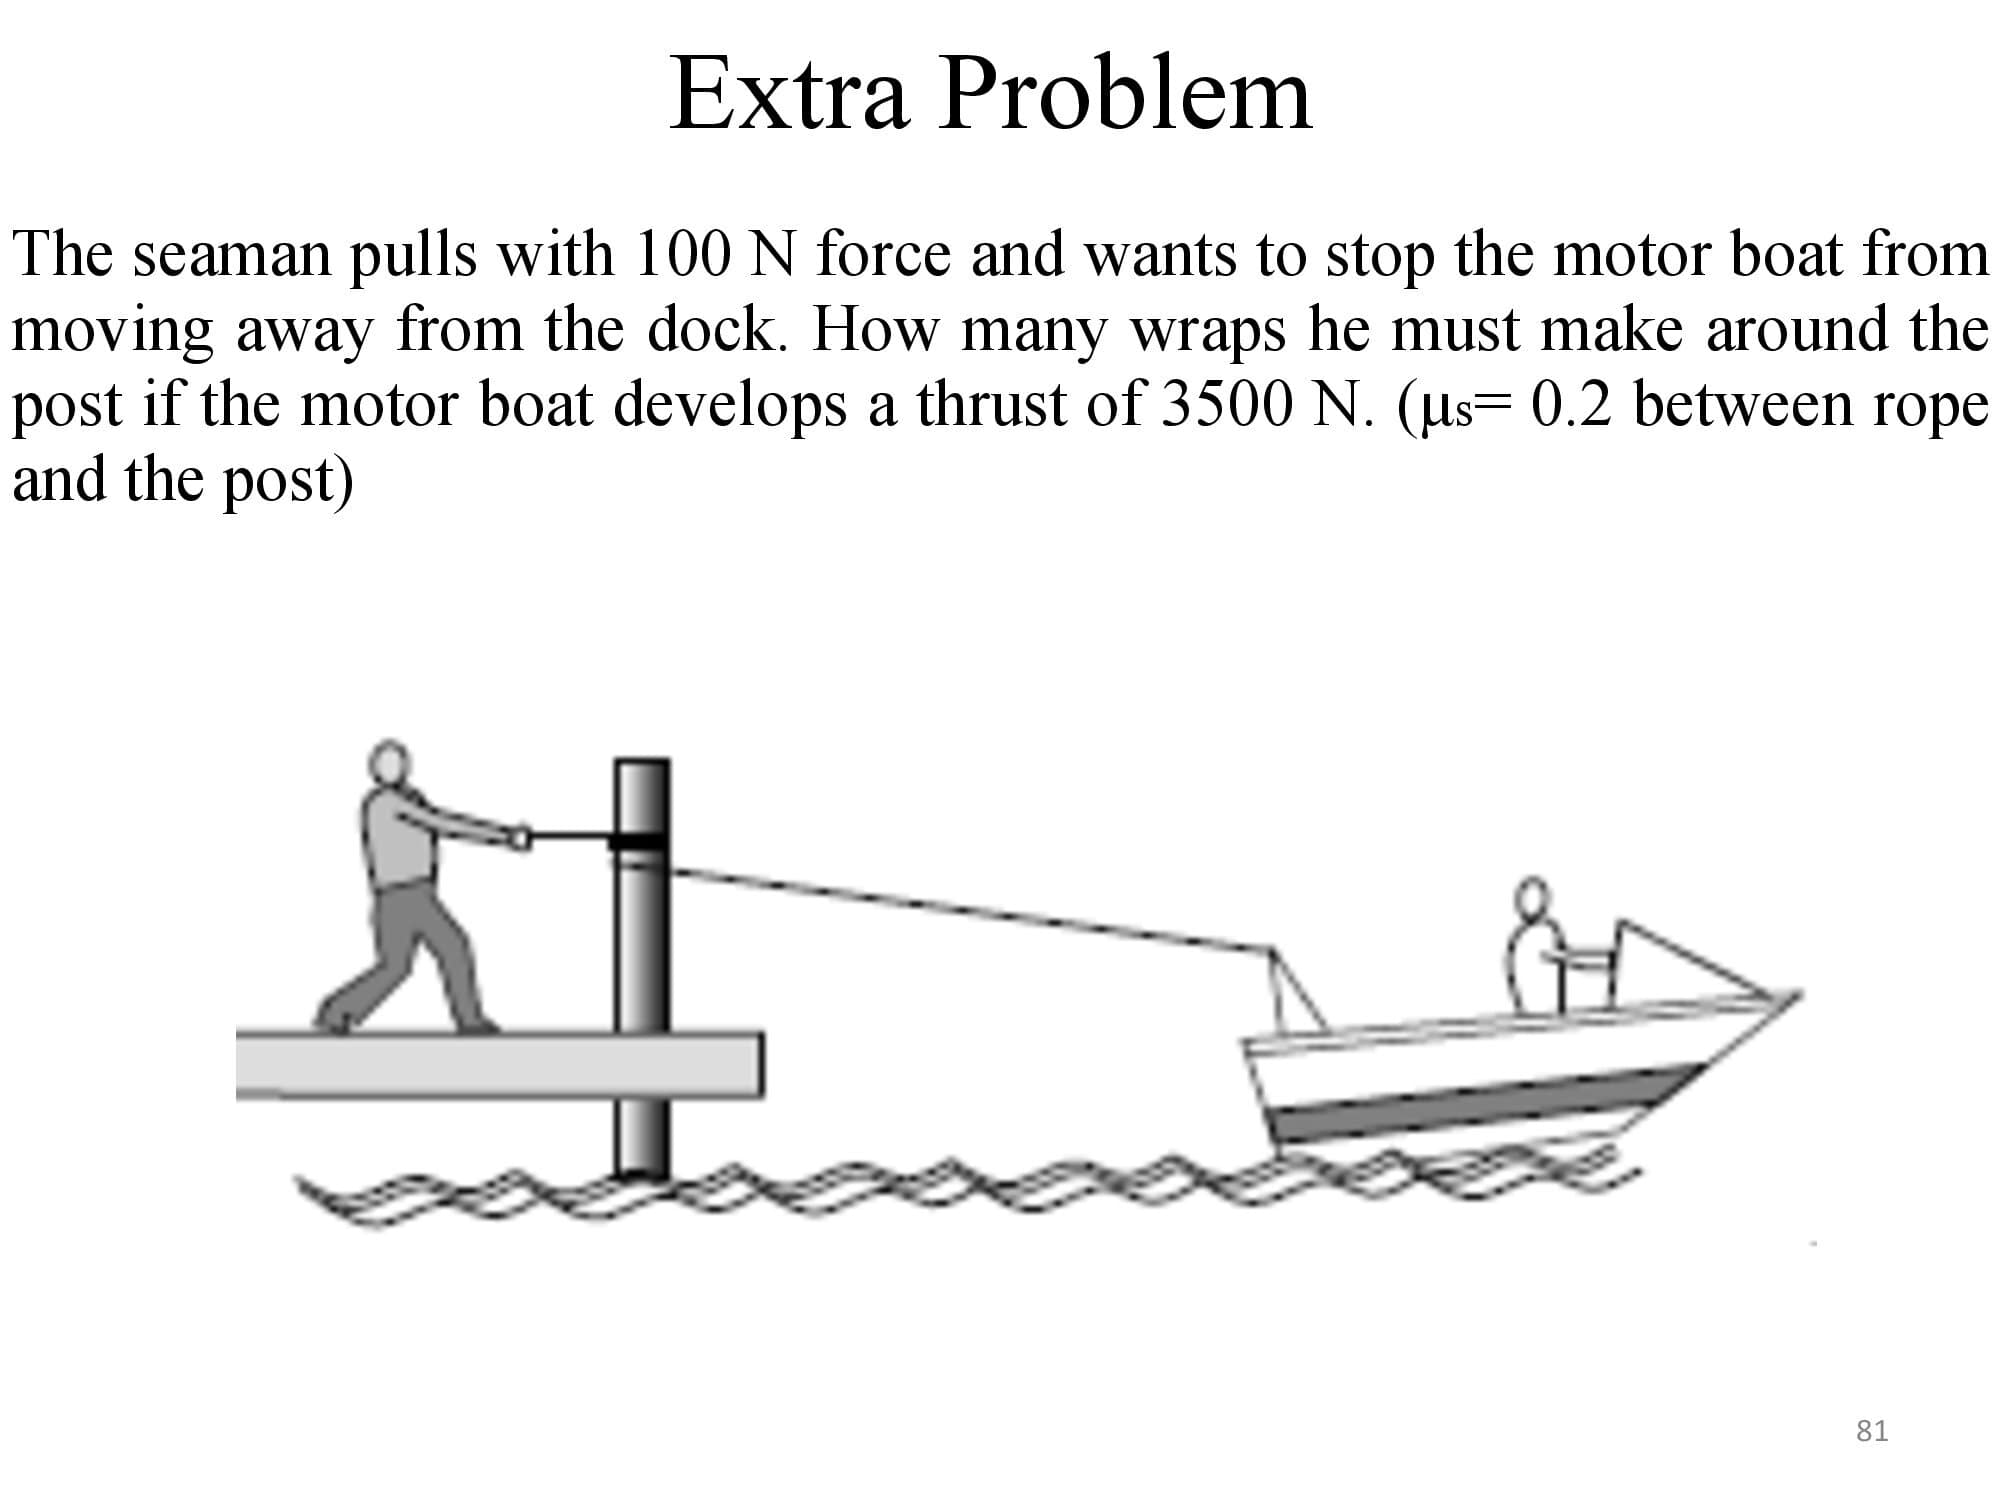 Extra Problem
The seaman pulls with 100 N force and wants to stop the motor boat from
moving away from the dock. How many wraps he must make around the
post if the motor boat develops a thrust of 3500 N. (μs= 0.2 between rope
and the post)
81